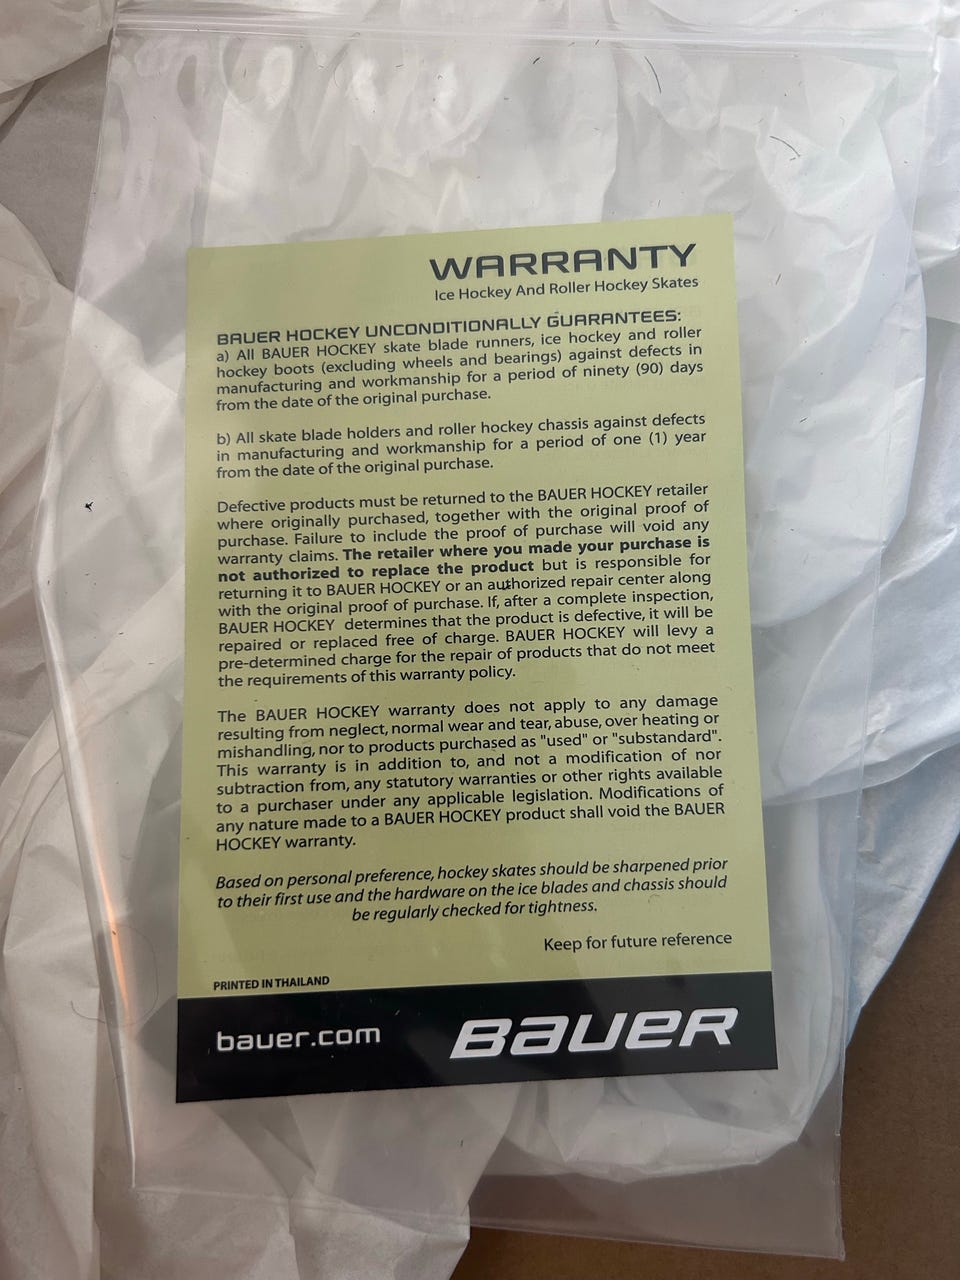 WARRANTY
Ice Hockey And Roller Hockey Skates
BAUER HOCKEY UNCONDITIONALLY GUARANTEES:
a) All BAUER HOCKEY skate blade runners, ice hockey and roller
hockey boots (excluding wheels and bearings) against defects in
manufacturing and workmanship for a period of ninety (90) days
from the date of the original purchase.
b) All skate blade holders and roller hockey chassis against defects
in manufacturing and workmanship for a period of one (1) year
from the date of the original purchase.
Defective products must be returned to the BAUER HOCKEY retailer
where originally purchased, together with the original proof of
purchase. Failure to include the proof of purchase will void any
warranty claims. The retailer where you made your purchase is
not authorized to replace the product but is responsible for
returning it to BAUER HOCKEY or an authorized repair center along
with the original proof of purchase. If, after a complete inspection,
BAUER HOCKEY determines that the product is defective, it will be
repaired or replaced free of charge. BAUER HOCKEY will levy a
pre-determined charge for the repair of products that do not meet
the requirements of this warranty policy.
The BAUER HOCKEY warranty does not apply to any damage
resulting from neglect, normal wear and tear, abuse, over heating or
mishandling, nor to products purchased as "used" or "substandard".
This warranty is in addition to, and not a modification of nor
subtraction from, any statutory warranties or other rights available
to a purchaser under any applicable legislation. Modifications of
any nature made to a BAUER HOCKEY product shall void the BAUER
HOCKEY warranty.
Based on personal preference, hockey skates should be sharpened prior
to their first use and the hardware on the ice blades and chassis should
be regularly checked for tightness.
Keep for future reference
PRINTED IN THAILAND
bauer.com BAUER